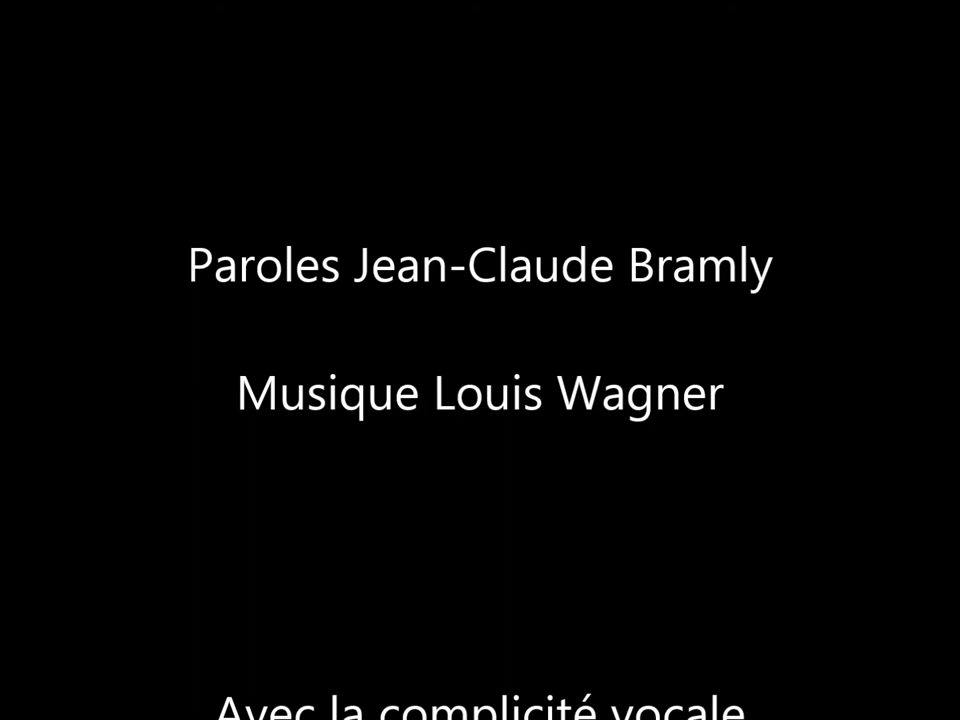 Paroles Jean-Claude Bramly
Musique Louis Wagner
Avec la complicité vocale